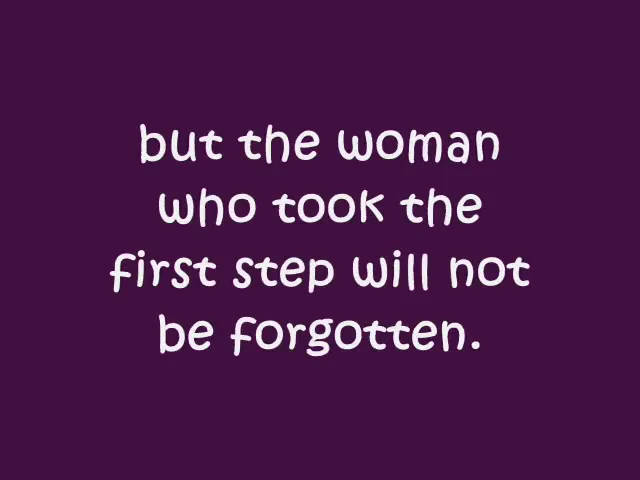 but the woman
who took the
first step will not
be forgotten.